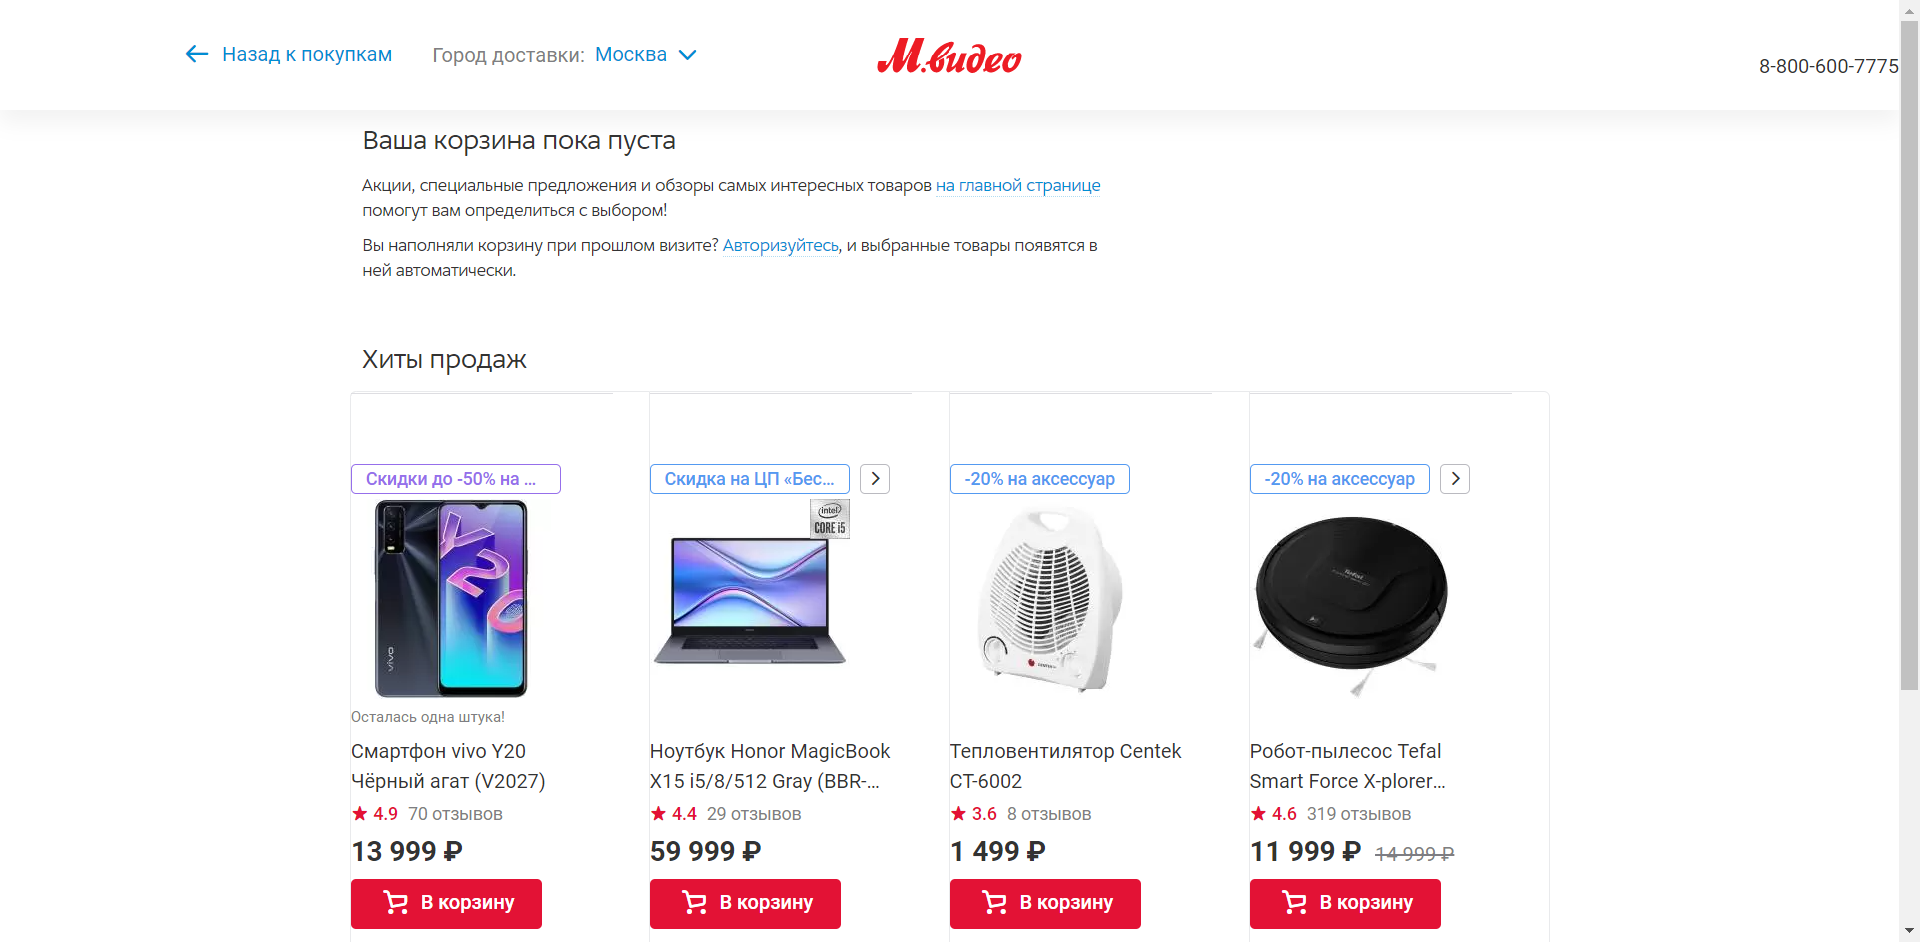 Назад к покупкам
Город доставки: Москва
М.видео
8-800-600-7775
Ваша корзина пока пуста
Акции, специальные предложения и обзоры самых интересных товаров на главной странице
помогут вам определиться с выбором!
Вы наполняли корзину при прошлом визите? Авторизуйтесь, и выбранные товары появятся в
ней автоматически.
Хиты продаж
Скидки до -50% на ...
Y20
vivo
Осталась одна штука!
Смартфон vivo Y20
Чёрный агат (V2027)
4.9 70 отзывов
13 999 ₽
В корзину
Скидка на ЦП «Бес...
intel
CORE i5
Ноутбук Honor MagicBook
X15 i5/8/512 Gray (BBR-...
4.4 29 отзывов
59 999 ₽
В корзину
-20% на аксессуар
CENTEK
Тепловентилятор Centek
CT-6002
3.6 8 отзывов
1 499 ₽
В корзину
-20% на аксессуар
Tefal
Робот-пылесос Tefal
Smart Force X-plorer...
4.6 319 отзывов
11 999 ₽ 14 999 ₽
В корзину